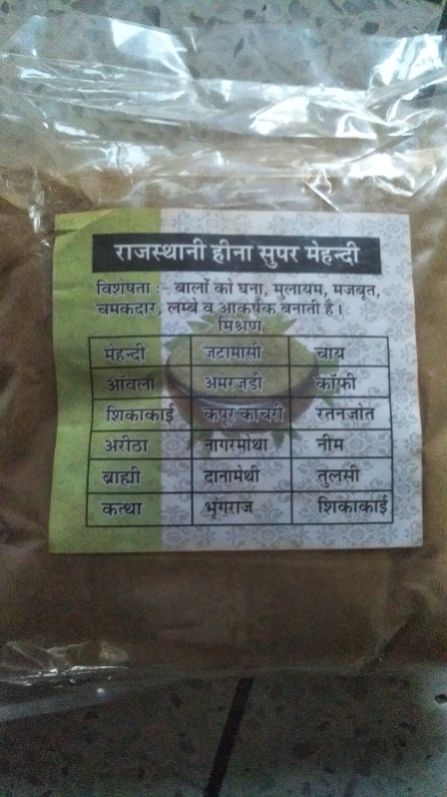 राजस्थानी हीना सुपर मेहन्दी
विशेषता :- बालों को घना, मुलायम, मजबूत,
चमकदार, लम्बे व आकर्षक बनाती है।
मिश्रण
मेहन्दी जटामासी चाय
आंवला अमरजडी कॉफी
शिकाकाई कपूर काचरी रतनजोत
अरीठा नागरमोथा नीम
ब्राह्मी दानामेथी तुलसी
कत्था भृंगराज शिकाकाई